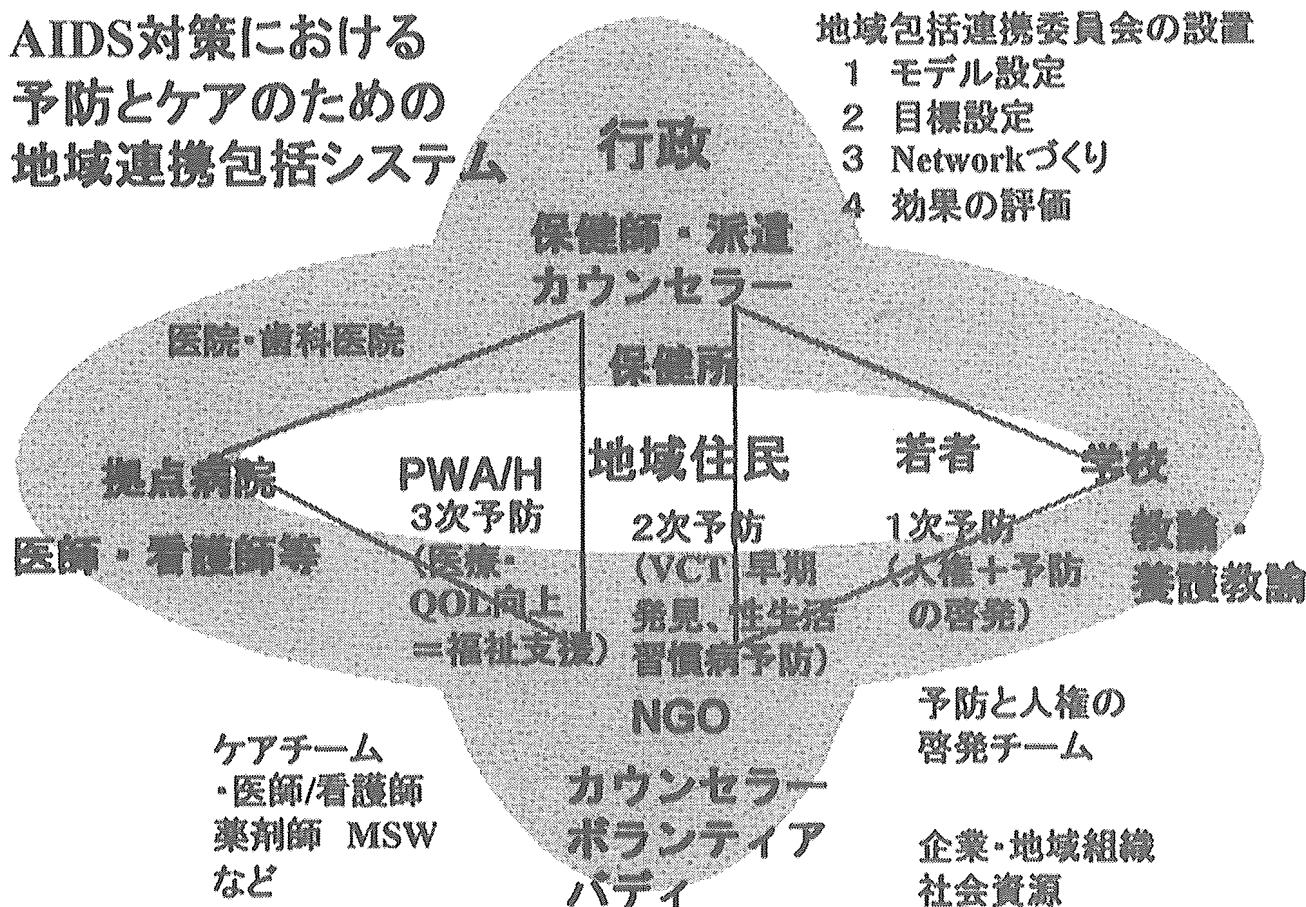 AIDS対策における
予防とケアのための
地域連携包括システム
地域包括連携委員会の設置
1 モデル設定
2 目標設定
3 Networkづくり
4 効果の評価
行政
保健師・派遣
カウンセラー
医院・歯科医院
保健所
拠点病院
医師・看護師等
PWA/H
3次予防
(医療・
QOL向上
=福祉支援)
地域住民
2次予防
(VCT 早期
発見、性生活
習慣病予防)
若者
1次予防
(人権+予防
の啓発)
学校
教諭・
養護教諭
NGO
カウンセラー
ボランティア
バディ
ケアチーム
・医師/看護師
薬剤師 MSW
など
予防と人権の
啓発チーム
企業・地域組織
社会資源